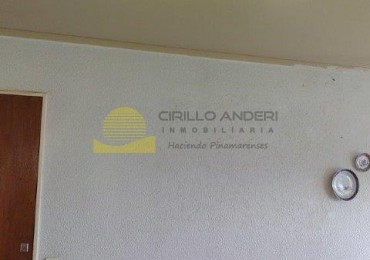 CIRILLO ANDERI
INMOBILIARIA
Haciendo Pinamarenses